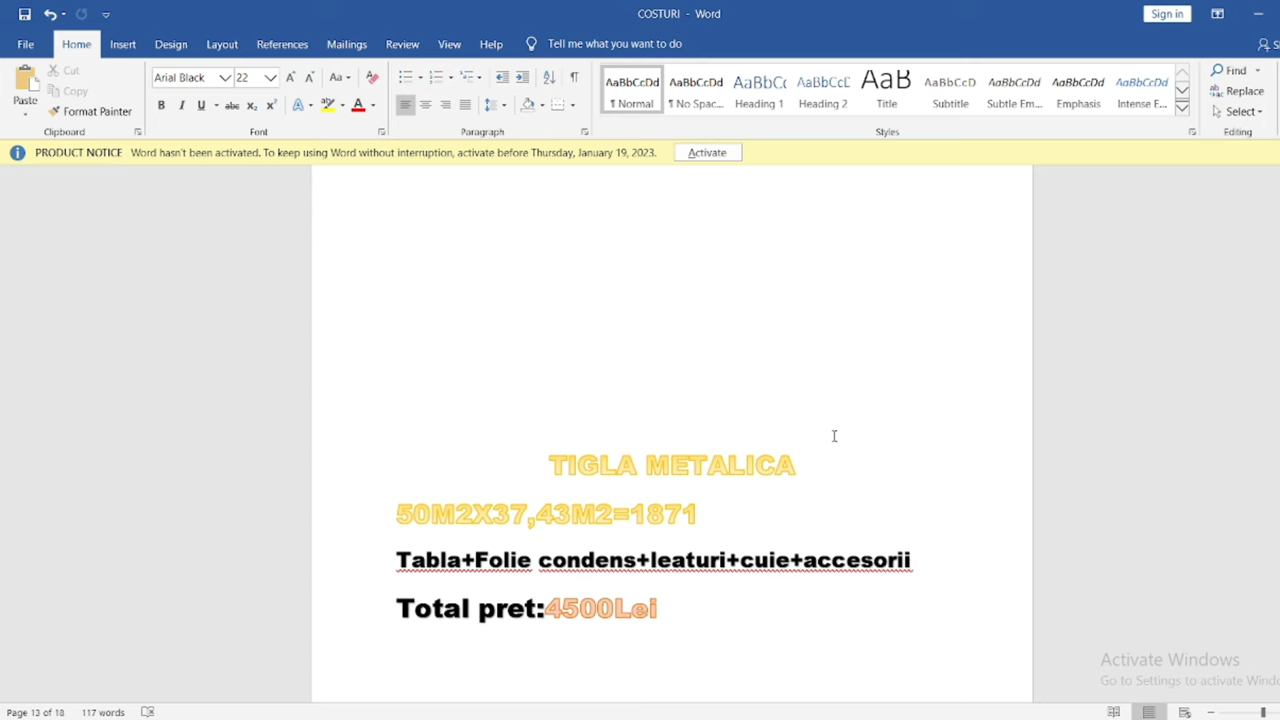 COSTURI - Word
Sign in
File Home Insert Design Layout References Mailings Review View Help Tell me what you want to do
Paste
Cut
Copy
Format Painter
Clipboard
Arial Black 22
Font
Paragraph
AaBbCcDd AaBbCcDd AaBbCc AaBbCcL AaB AaBbCcD AaBbCcDd AaBbCcDd AaBbCcDd
¶ Normal ¶ No Spac... Heading 1 Heading 2 Title Subtitle Subtle Em... Emphasis Intense E...
Styles
Find
Replace
Select
Editing
PRODUCT NOTICE Word hasn't been activated. To keep using Word without interruption, activate before Thursday, January 19, 2023. Activate
TIGLA METALICA
50M2X37,43M2=1871
Tabla+Folie condens+leaturi+cuie+accesorii
Total pret:4500Lei
Activate Windows
Go to Settings to activate
Page 13 of 18 117 words